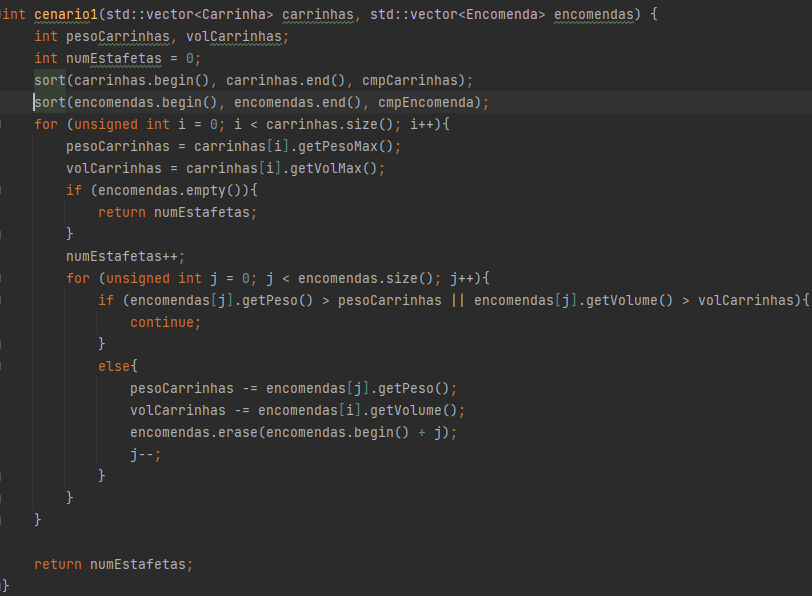 int cenario1(std::vector<Carrinha> carrinhas, std::vector<Encomenda> encomendas) {
    int pesoCarrinhas, volCarrinhas;
    int numEstafetas = 0;
    sort(carrinhas.begin(), carrinhas.end(), cmpCarrinhas);
    sort(encomendas.begin(), encomendas.end(), cmpEncomenda);
    for (unsigned int i = 0; i < carrinhas.size(); i++){
        pesoCarrinhas = carrinhas[i].getPesoMax();
        volCarrinhas = carrinhas[i].getVolMax();
        if (encomendas.empty()){
            return numEstafetas;
        }
        numEstafetas++;
        for (unsigned int j = 0; j < encomendas.size(); j++){
            if (encomendas[j].getPeso() > pesoCarrinhas || encomendas[j].getVolume() > volCarrinhas){
                continue;
            }
            else{
                pesoCarrinhas -= encomendas[j].getPeso();
                volCarrinhas -= encomendas[i].getVolume();
                encomendas.erase(encomendas.begin() + j);
                j--;
            }
        }
    }

    return numEstafetas;
}